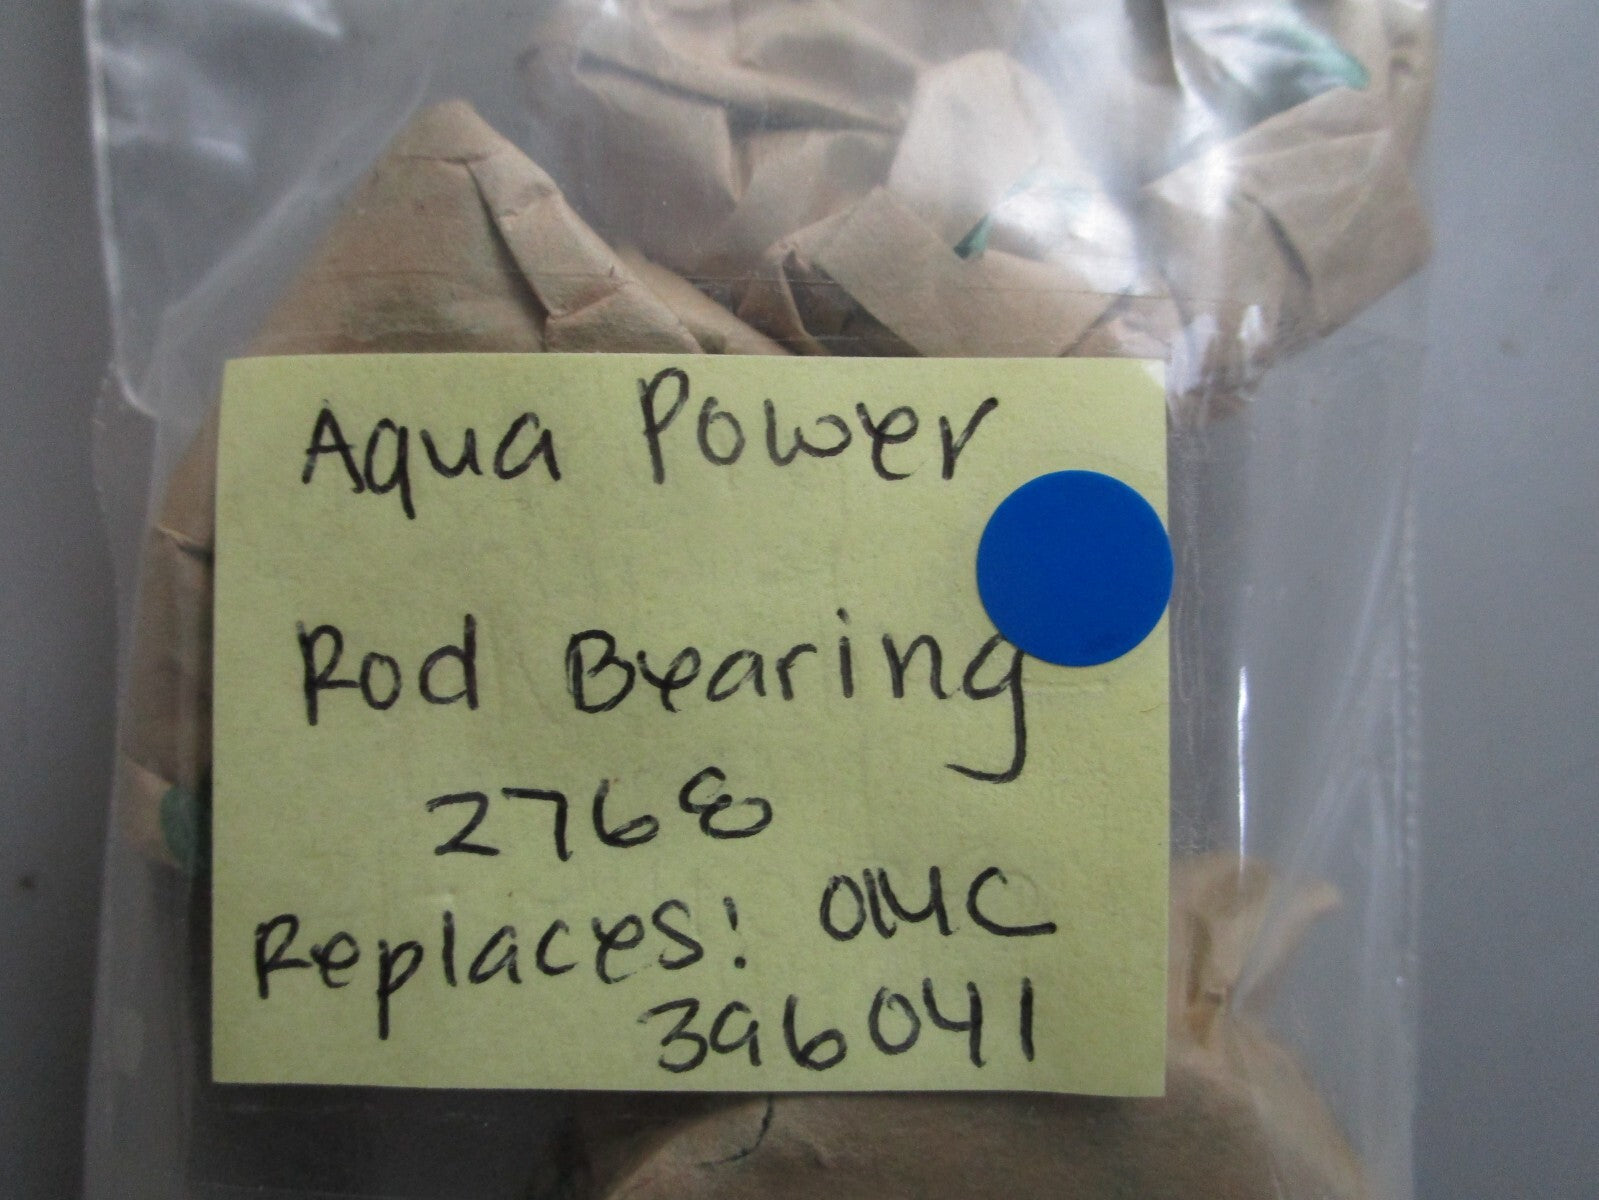 Aqua Power
Rod Bearing
2768
Replaces: OMC
396041